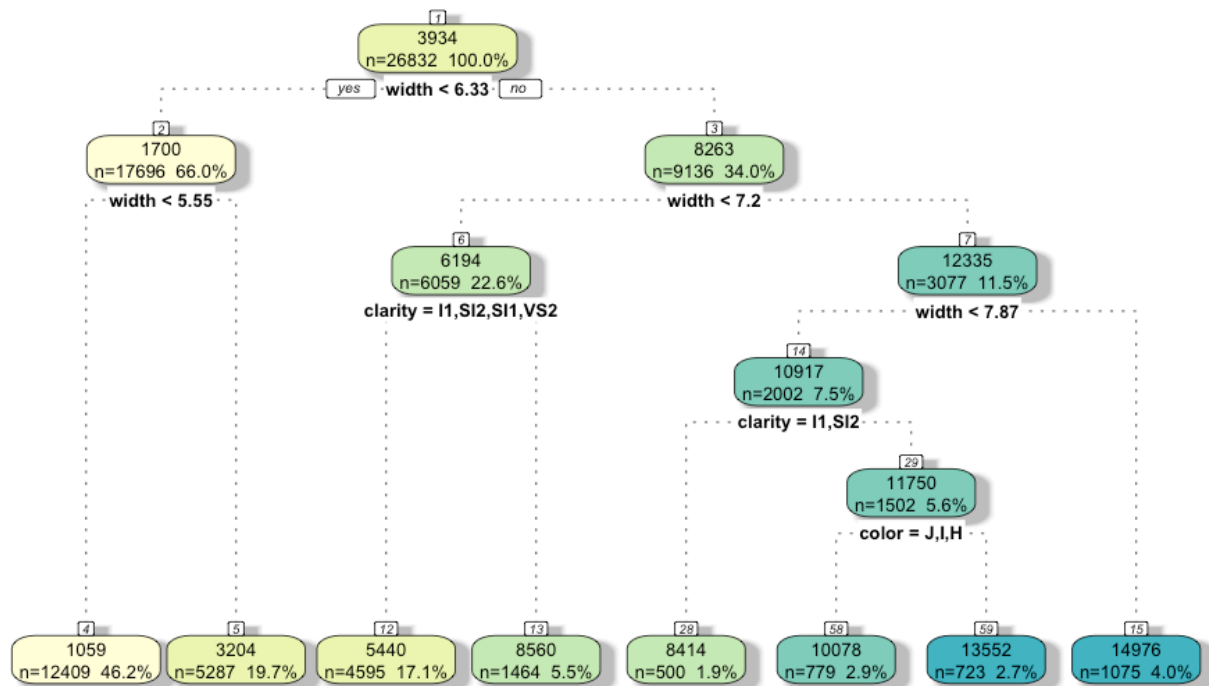 1
3934
n=26832 100.0%
yes width < 6.33 no
2
1700
n=17696 66.0%
width < 5.55
3
8263
n=9136 34.0%
width < 7.2
6
6194
n=6059 22.6%
clarity = I1,SI2,SI1,VS2
7
12335
n=3077 11.5%
width < 7.87
14
10917
n=2002 7.5%
clarity = I1,SI2
29
11750
n=1502 5.6%
color = J,I,H
4
1059
n=12409 46.2%
5
3204
n=5287 19.7%
12
5440
n=4595 17.1%
13
8560
n=1464 5.5%
28
8414
n=500 1.9%
58
10078
n=779 2.9%
59
13552
n=723 2.7%
15
14976
n=1075 4.0%